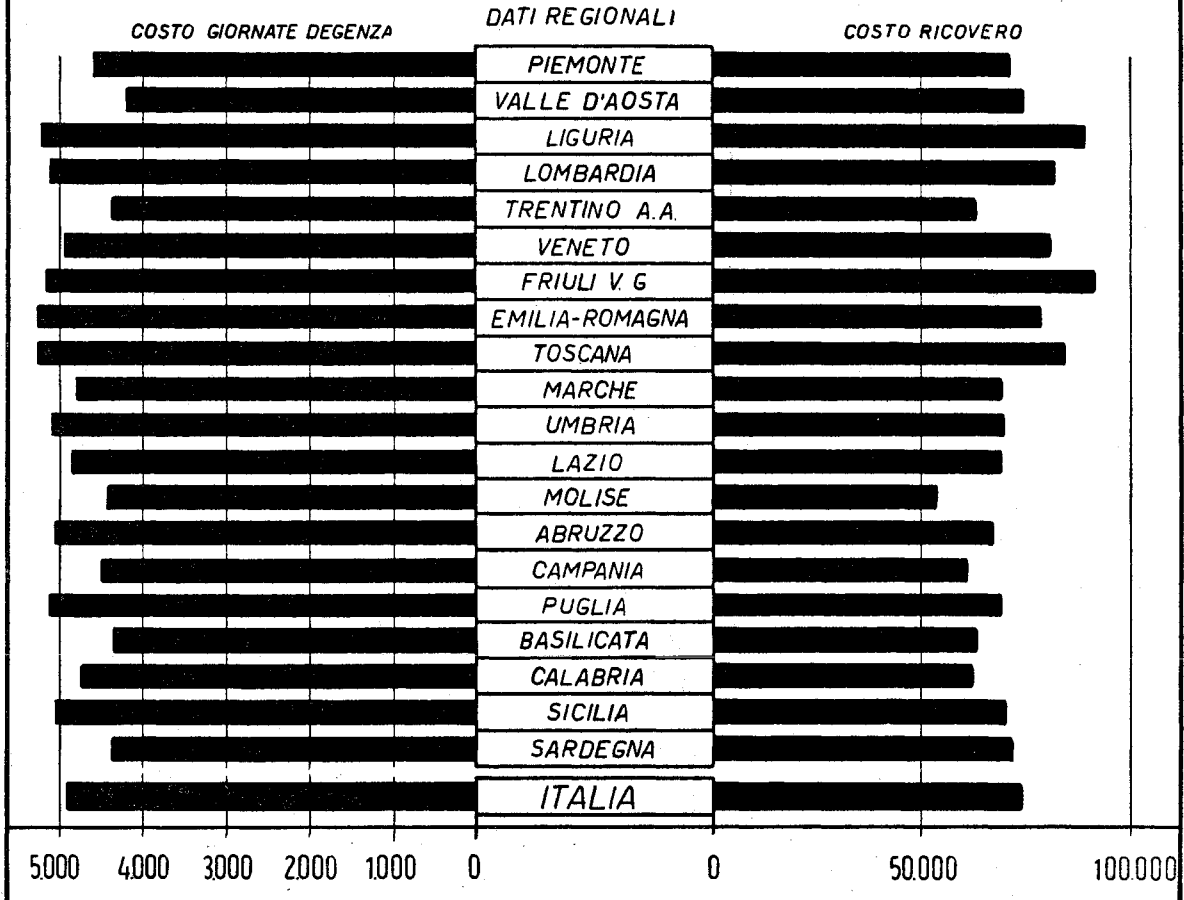 DATI REGIONALI
COSTO GIORNATE DEGENZA
COSTO RICOVERO
PIEMONTE
VALLE D'AOSTA
LIGURIA
LOMBARDIA
TRENTINO A.A.
VENETO
FRIULI V. G
EMILIA-ROMAGNA
TOSCANA
MARCHE
UMBRIA
LAZIO
MOLISE
ABRUZZO
CAMPANIA
PUGLIA
BASILICATA
CALABRIA
SICILIA
SARDEGNA
ITALIA
5.000 4.000 3.000 2.000 1.000 0 0 50.000 100.000